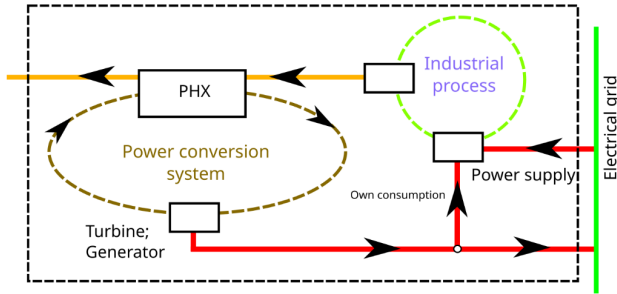 Industrial
process
PHX
Electrical grid
Power conversion
system
Power supply
Own consumption
Turbine;
Generator